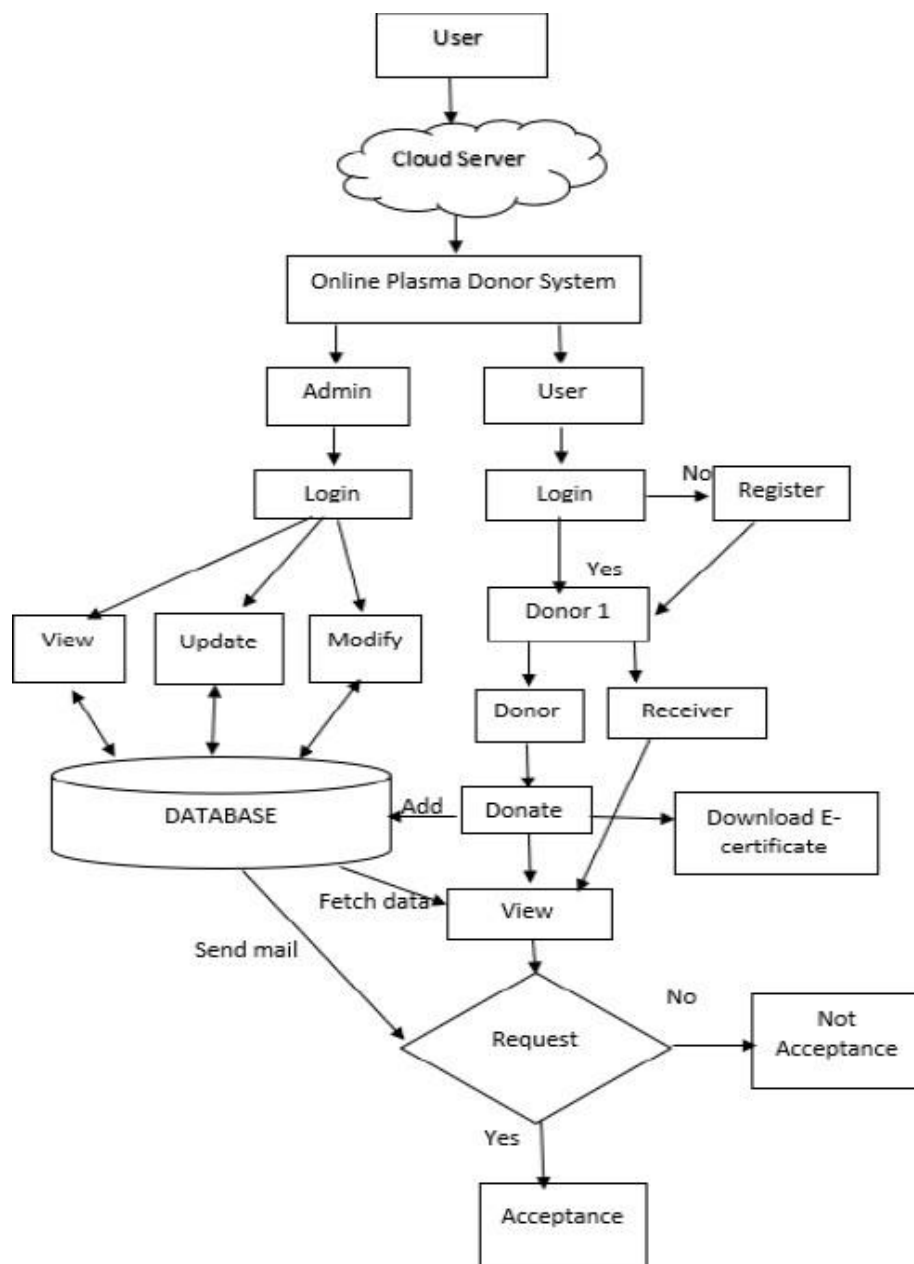 User
Cloud Server
Online Plasma Donor System
Admin
User
Login
Login
No
Register
Yes
Donor 1
View
Update
Modify
Donor
Receiver
DATABASE
Add
Donate
Download E-
certificate
Fetch data
View
Send mail
Request
No
Not
Acceptance
Yes
Acceptance